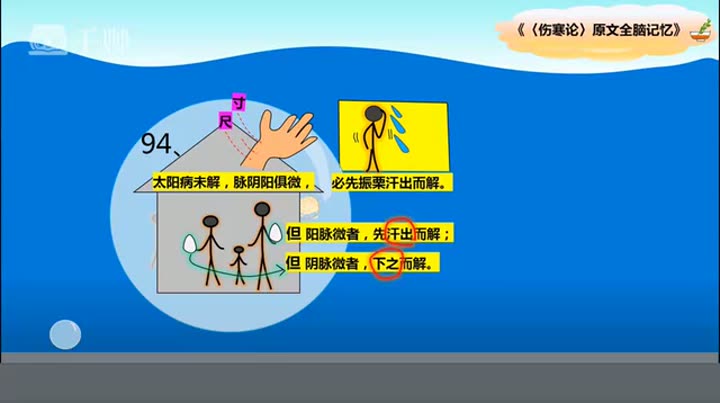 《〈伤寒论〉原文全脑记忆》
寸
尺
94、
太阳病未解，脉阴阳俱微，
必先振栗汗出而解。
但 阳脉微者，先汗出而解；
但 阴脉微者，下之而解。